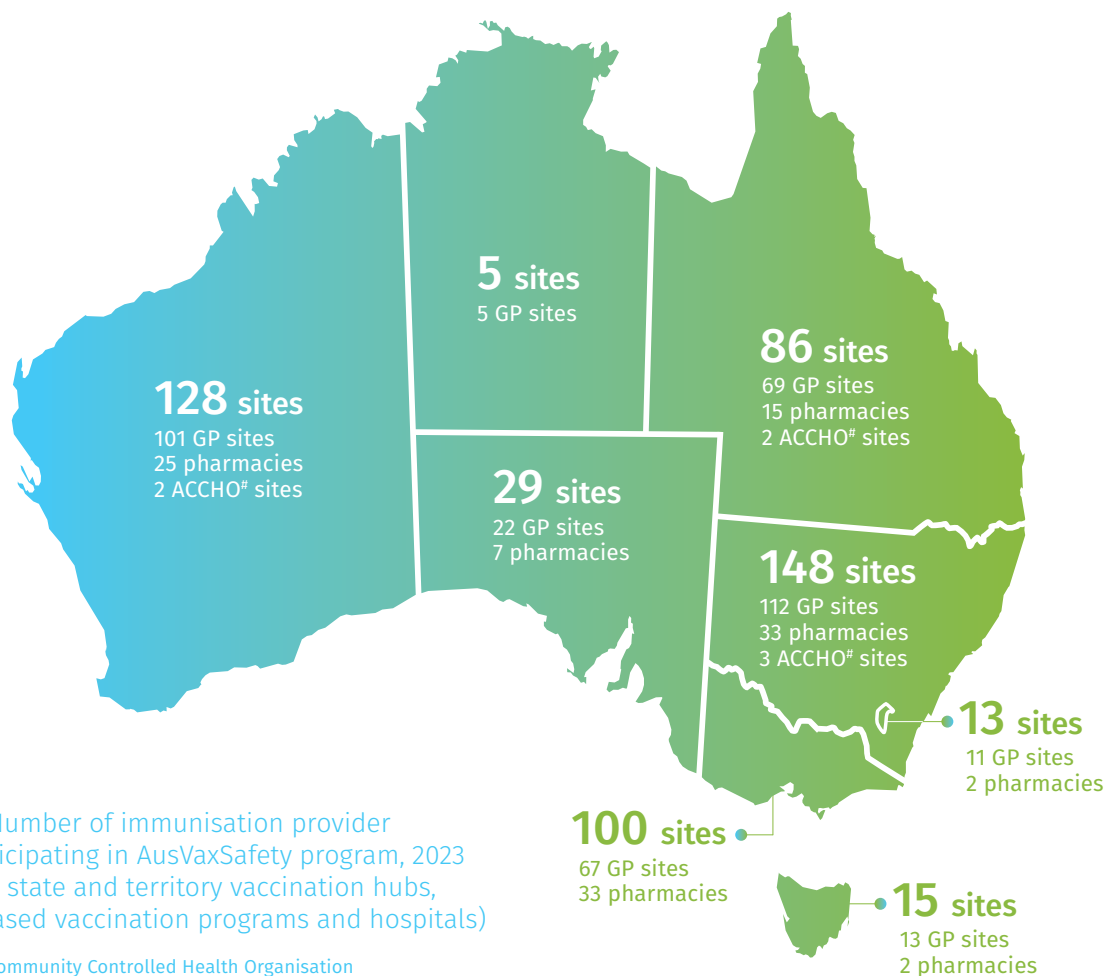 5 sites
5 GP sites
86 sites
69 GP sites
15 pharmacies
2 ACCHO# sites
128 sites
101 GP sites
25 pharmacies
2 ACCHO# sites
29 sites
22 GP sites
7 pharmacies
148 sites
112 GP sites
33 pharmacies
3 ACCHO# sites
13 sites
11 GP sites
2 pharmacies
100 sites
67 GP sites
33 pharmacies
15 sites
13 GP sites
2 pharmacies
Number of immunisation provider
participating in AusVaxSafety program, 2023
state and territory vaccination hubs,
vaccination programs and hospitals)
Community Controlled Health Organisation